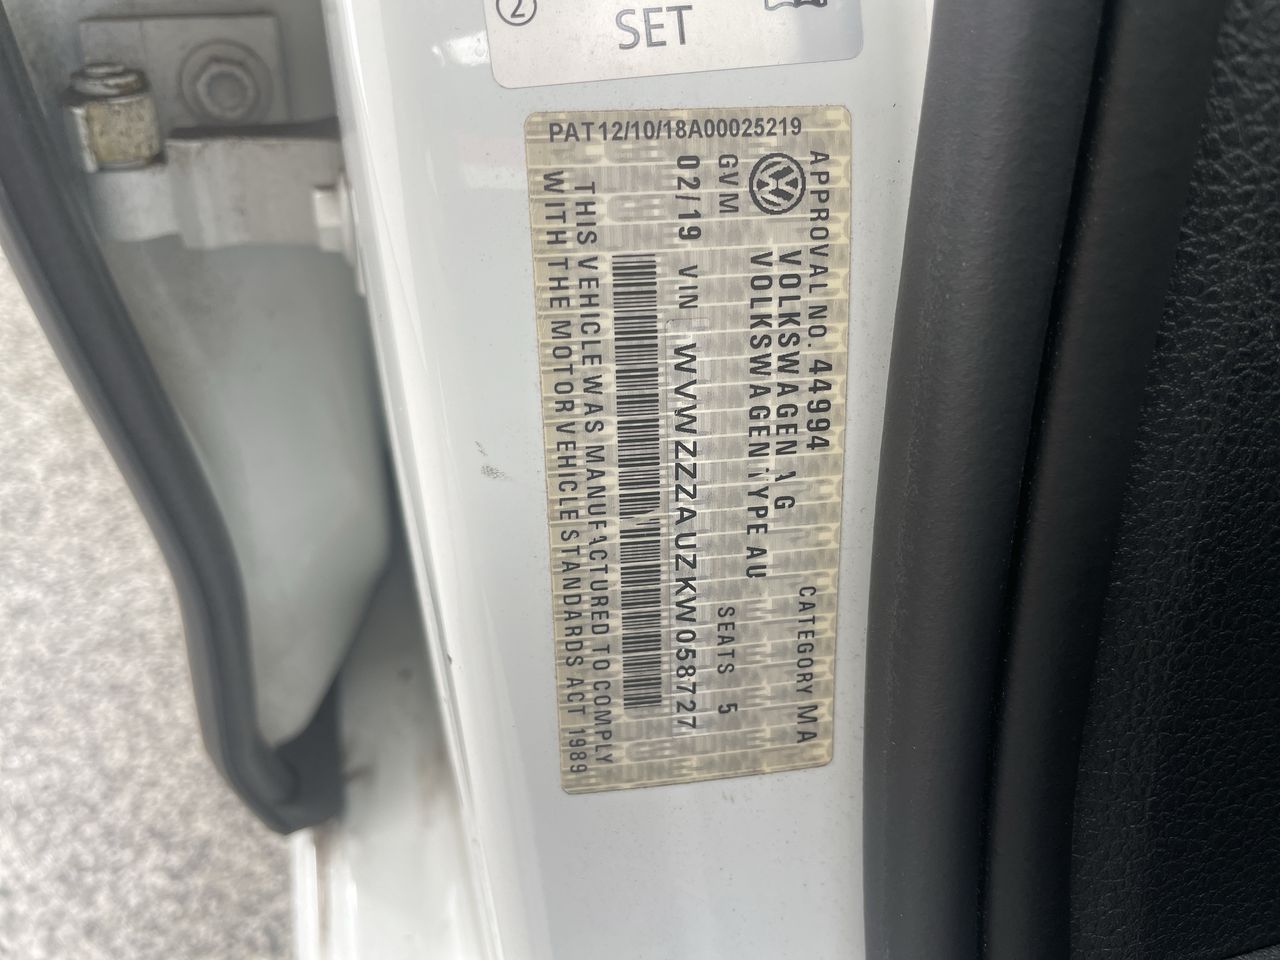 2
SET
PAT12/10/18A00025219
APPROVAL NO. 44994 CATEGORY MA
VOLKSWAGEN AG
VOLKSWAGEN TYPE AU
GVM SEATS 5
02/19 VIN WVWZZZAUZKW058727
THIS VEHICLE WAS MANUFACTURED TO COMPLY
WITH THE MOTOR VEHICLE STANDARDS ACT 1989